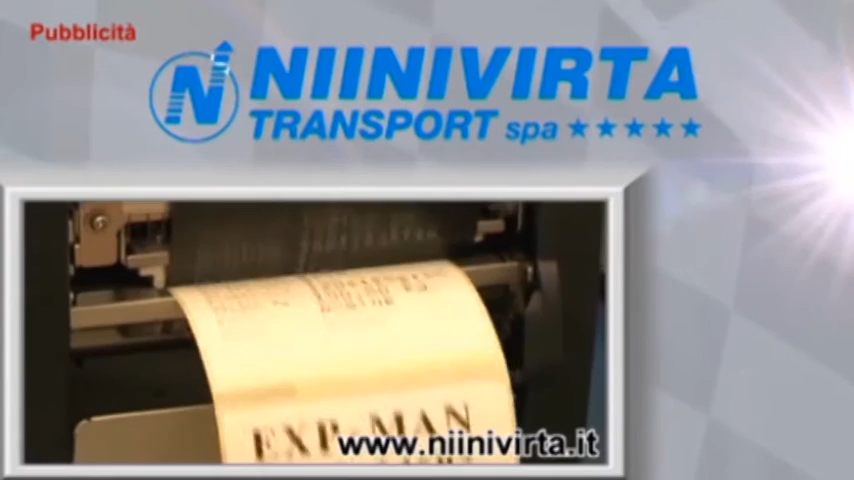 Pubblicità
NIINIVIRTA
TRANSPORT spa ★★★★★
EXP-MAN
www.niinivirta.it